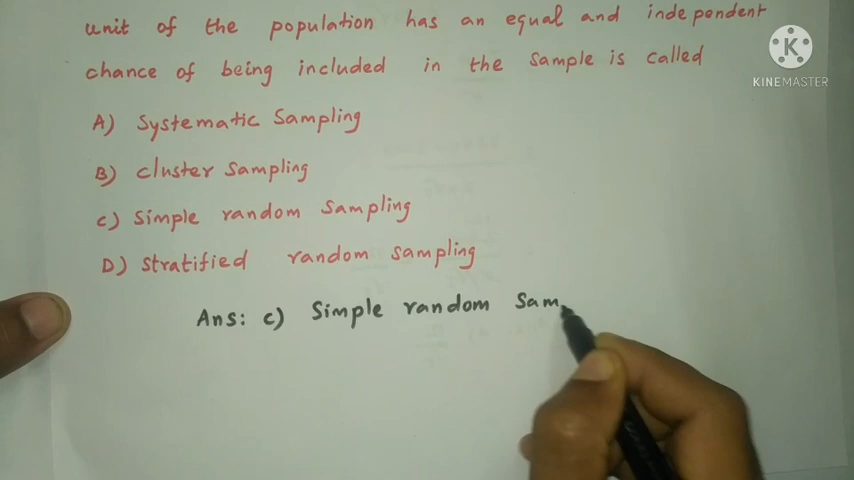 unit of the population has an equal and independent
chance of being included in the sample is called
A) Systematic Sampling
B) cluster sampling
C) Simple random sampling
D) Stratified random sampling
Ans: c) Simple random Sam
K
KINEMASTER